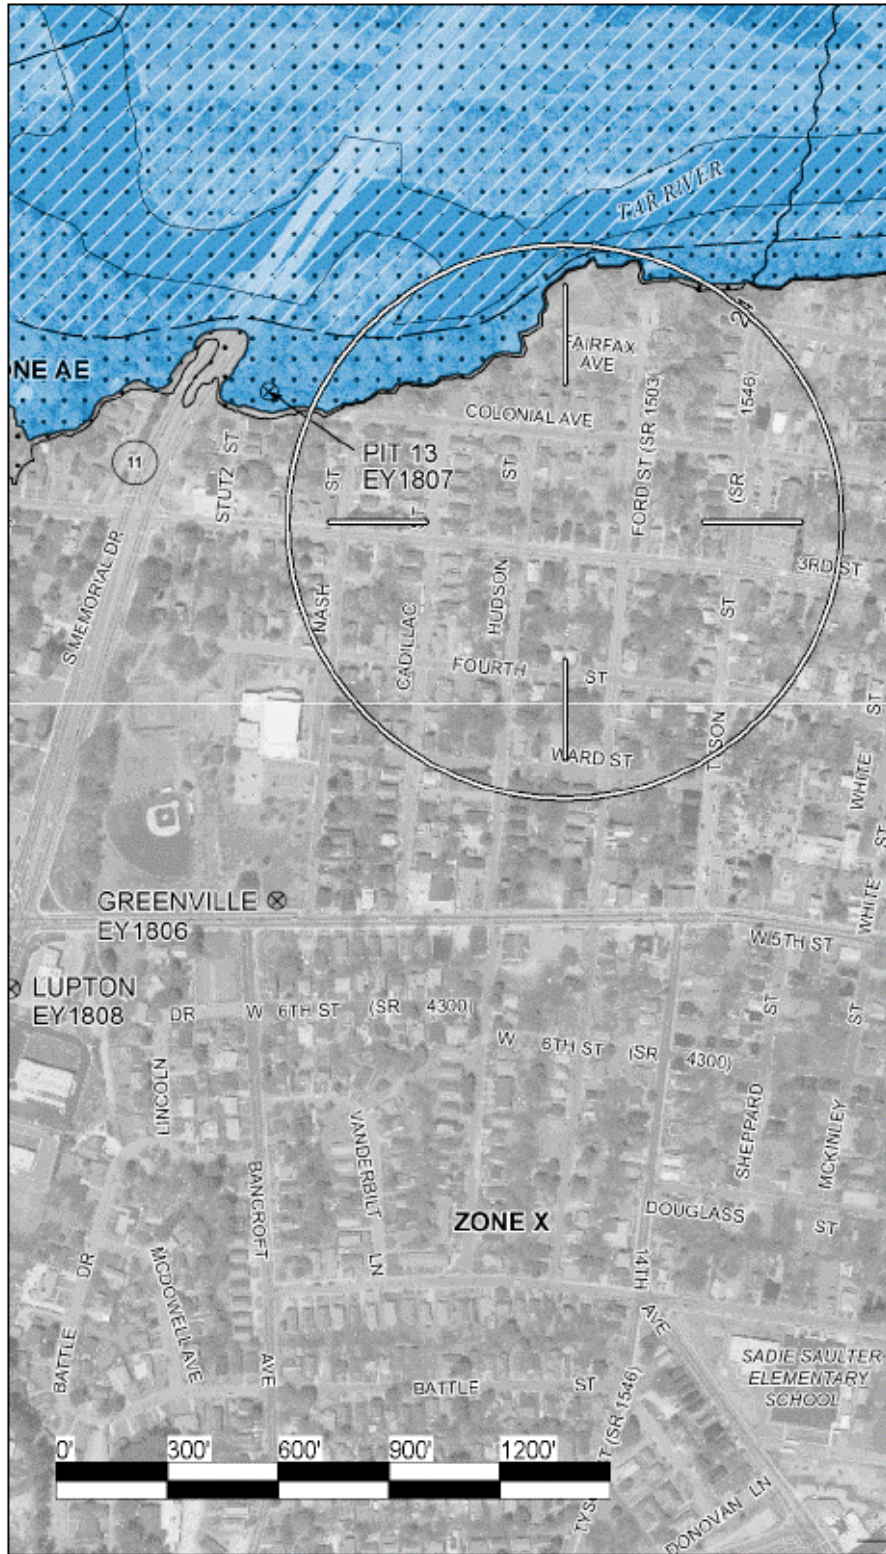 TAR RIVER
24
FAIRFAX
AVE
ONE AE
COLONIAL AVE
FORD ST (SR 1503)
1546)
(SR
11
STUTZ ST
PIT 13
EY1807
ST
ST
ST
S MEMORIAL DR
3RD ST
NASH
CADILLAC
HUDSON
ST
FOURTH
ST
WARD ST
TYSON
ST
WHITE
ST
WHITE
GREENVILLE
EY1806
W 5TH ST
LUPTON
EY1808
DR
W 6TH ST (SR 4300)
W 6TH ST (SR 4300)
ST
ST
LINCOLN
VANDERBILT
LN
SHEPPARD
MCKINLEY
BANCROFT
AVE
ZONE X
DOUGLASS
ST
14TH
AVE
DR
BATTLE
MCDOWELL AVE
SADIE SAULTER
ELEMENTARY
SCHOOL
BATTLE ST
(SR 1546)
0' 300' 600' 900' 1200'
DONOVAN LN